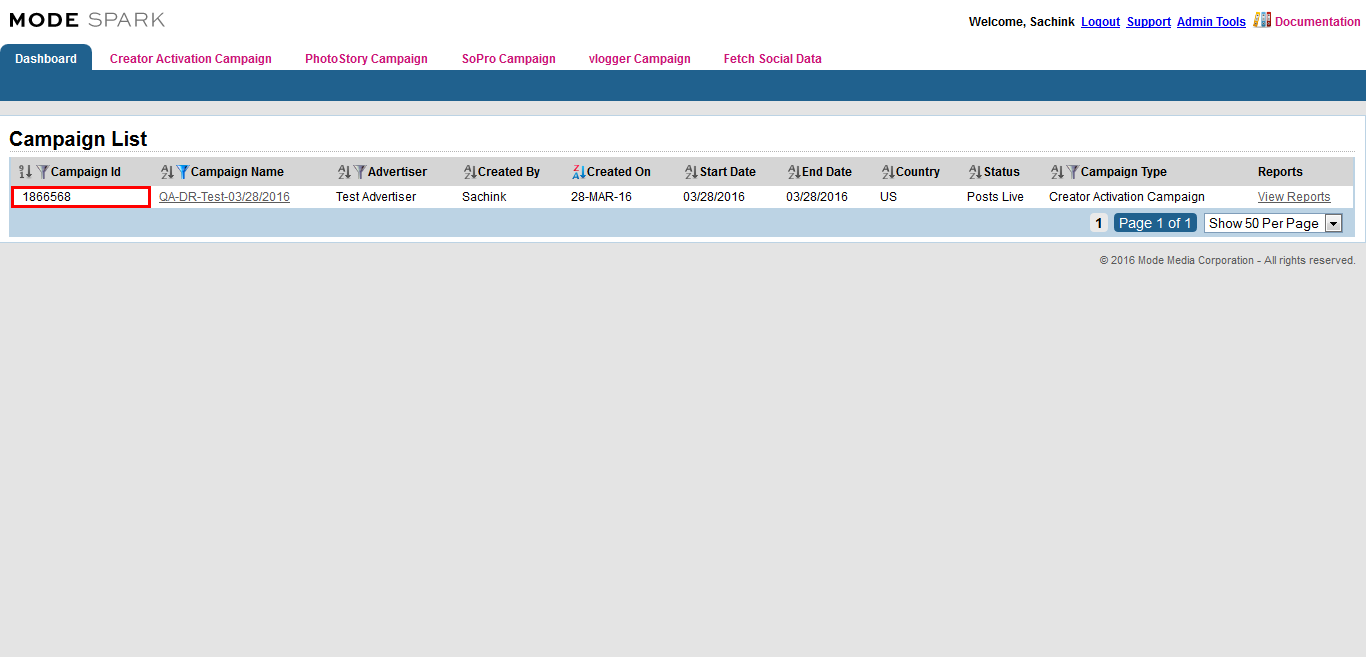 MODE SPARK
Welcome, Sachink Logout Support Admin Tools Documentation
Dashboard Creator Activation Campaign PhotoStory Campaign SoPro Campaign vlogger Campaign Fetch Social Data
Campaign List
Campaign Id Campaign Name Advertiser Created By Created On Start Date End Date Country Status Campaign Type Reports
1866568 QA-DR-Test-03/28/2016 Test Advertiser Sachink 28-MAR-16 03/28/2016 03/28/2016 US Posts Live Creator Activation Campaign View Reports
1 Page 1 of 1 Show 50 Per Page
© 2016 Mode Media Corporation - All rights reserved.